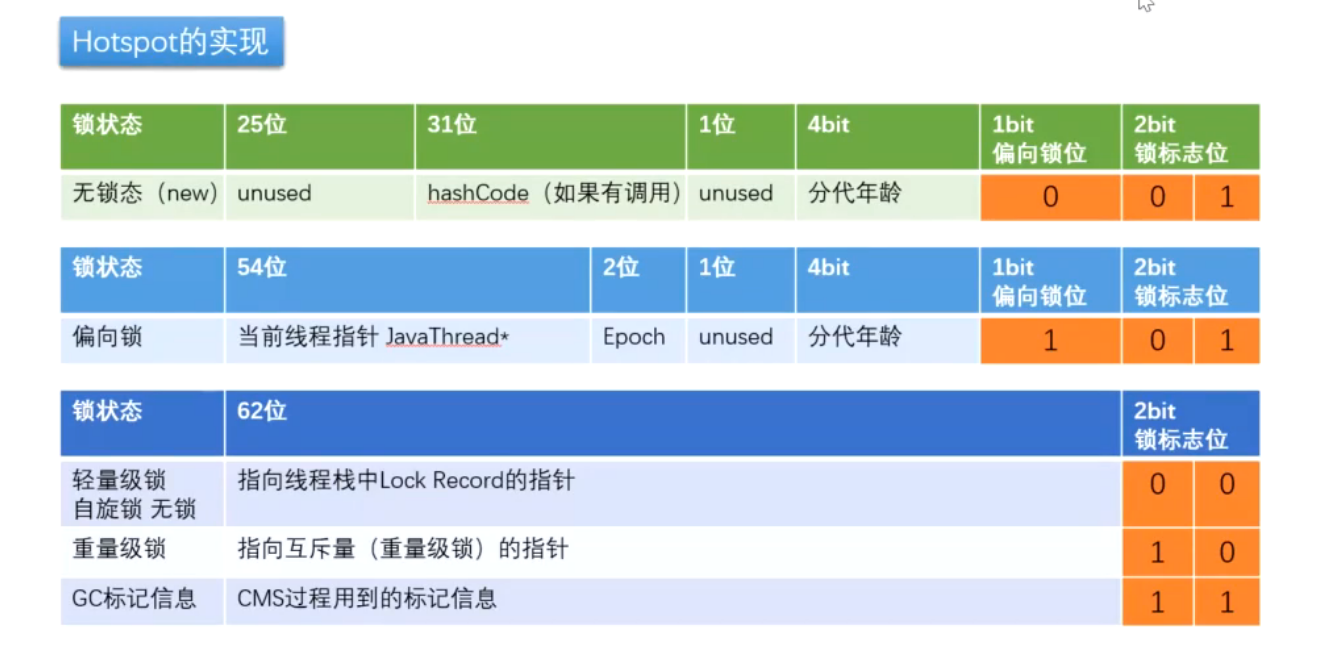 Hotspot的实现
锁状态 25位 31位 1位 4bit 1bit 2bit
偏向锁位 锁标志位
无锁态（new） unused hashCode（如果有调用） unused 分代年龄 0 0 1
锁状态 54位 2位 1位 4bit 1bit 2bit
偏向锁位 锁标志位
偏向锁 当前线程指针 JavaThread* Epoch unused 分代年龄 1 0 1
锁状态 62位 2bit
锁标志位
轻量级锁 指向线程栈中Lock Record的指针 0 0
自旋锁 无锁
重量级锁 指向互斥量（重量级锁）的指针 1 0
GC标记信息 CMS过程用到的标记信息 1 1